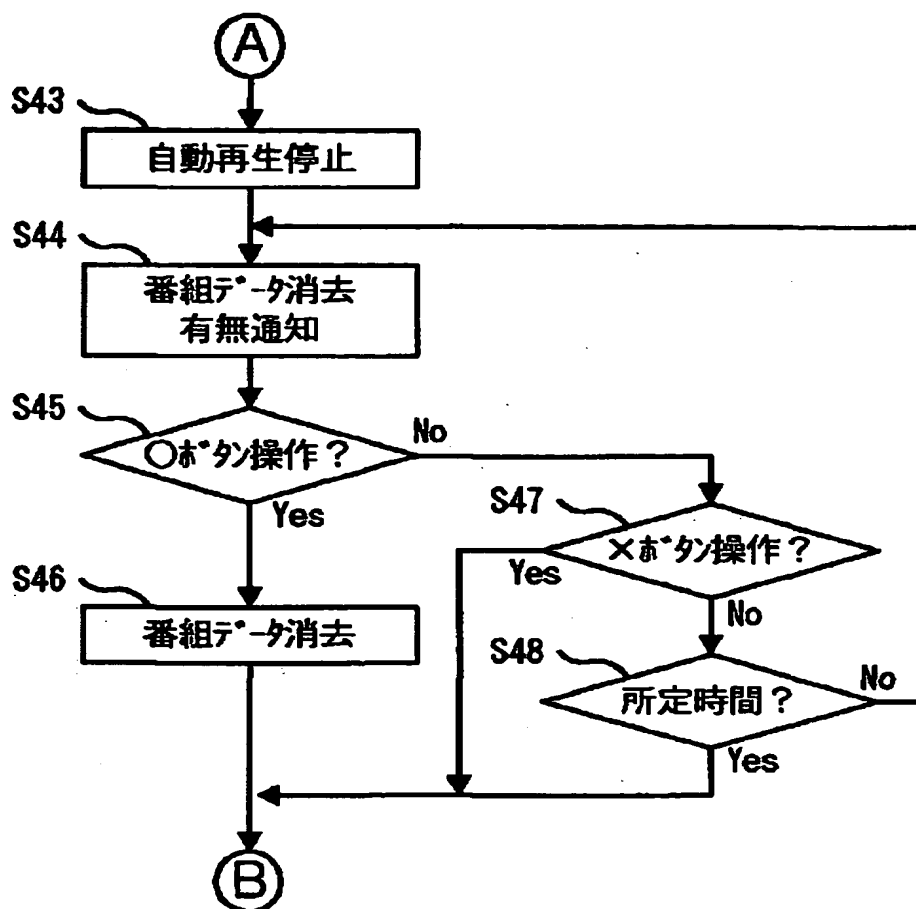 A
S43
自動再生停止
S44
番組ﾃﾞｰﾀ消去
有無通知
S45
○ﾎﾞﾀﾝ操作？
No
Yes
S47
×ﾎﾞﾀﾝ操作？
Yes
No
S46
番組ﾃﾞｰﾀ消去
S48
所定時間？
No
Yes
B